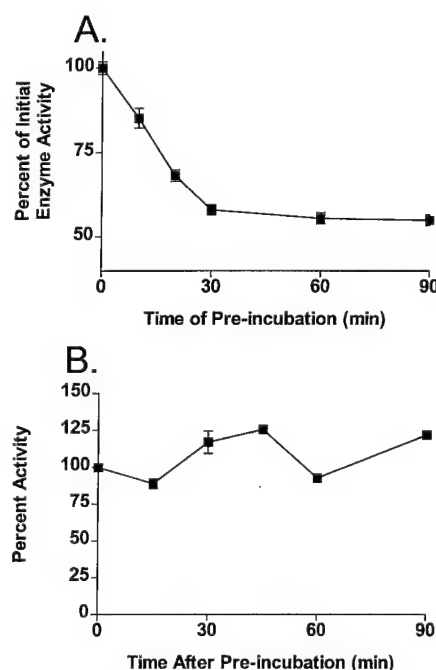 A.
Percent of Initial
Enzyme Activity
100
75
50
0
30
60
90
Time of Pre-incubation (min)
B.
Percent Activity
150
125
100
75
50
25
0
0
30
60
90
Time After Pre-incubation (min)